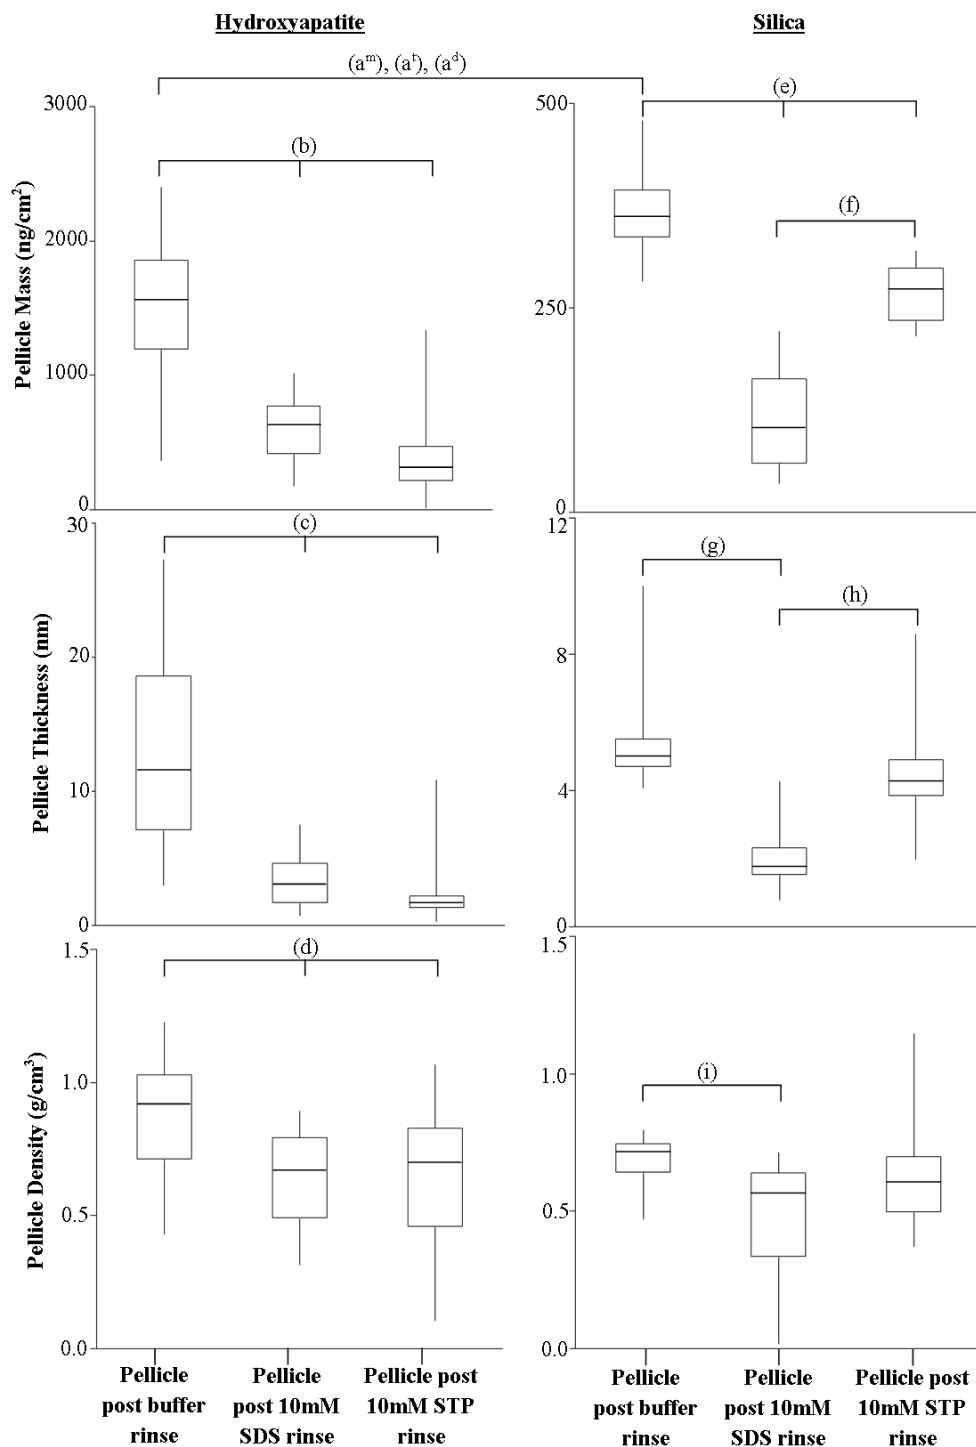 Hydroxyapatite
Silica
(aᵐ), (aᵗ), (aᵈ)
3000
2000
1000
0
Pellicle Mass (ng/cm²)
(b)
500
250
0
(e)
(f)
30
20
10
0
Pellicle Thickness (nm)
(c)
12
8
4
0
(g)
(h)
1.5
1.0
0.5
0.0
Pellicle Density (g/cm³)
(d)
1.5
1.0
0.5
0.0
(i)
Pellicle
post buffer
rinse
Pellicle
post 10mM
SDS rinse
Pellicle post
10mM STP
rinse
Pellicle
post buffer
rinse
Pellicle
post 10mM
SDS rinse
Pellicle post
10mM STP
rinse